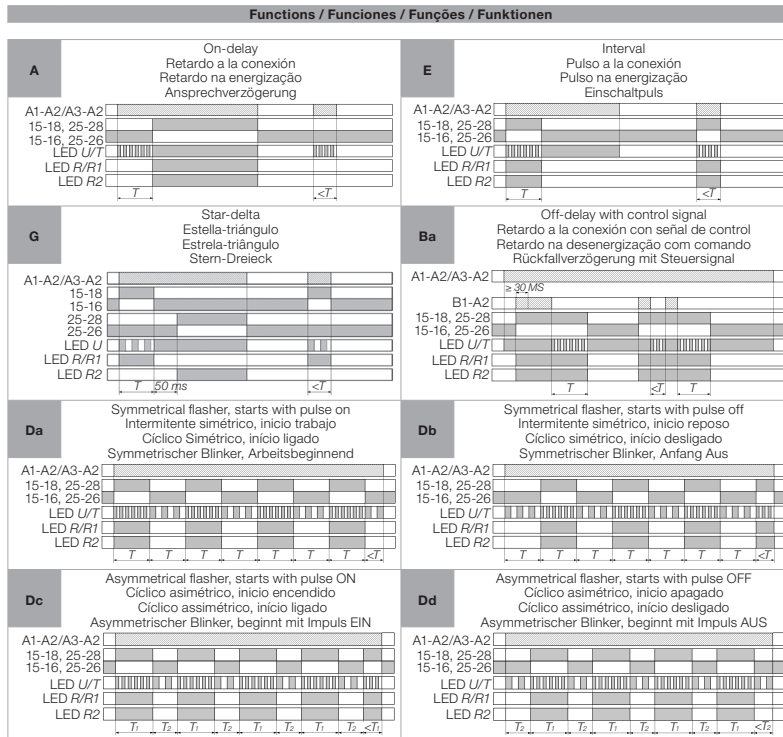 Functions / Funciones / Funções / Funktionen
A
On-delay
Retardo a la conexión
Retardo na energização
Ansprechverzögerung
A1-A2/A3-A2
15-18, 25-28
15-16, 25-26
LED U/T
LED R/R1
LED R2
T
<T
E
Interval
Pulso a la conexión
Pulso na energização
Einschaltpuls
A1-A2/A3-A2
15-18, 25-28
15-16, 25-26
LED U/T
LED R/R1
LED R2
T
<T
G
Star-delta
Estella-triángulo
Estrela-triângulo
Stern-Dreieck
A1-A2/A3-A2
15-18
15-16
25-28
25-26
LED U
LED R/R1
LED R2
T 50 ms <T
Ba
Off-delay with control signal
Retardo a la conexión con señal de control
Retardo na desenergização com comando
Rückfallverzögerung mit Steuersignal
A1-A2/A3-A2
≥ 30 MS
B1-A2
15-18, 25-28
15-16, 25-26
LED U/T
LED R/R1
LED R2
T <T T
Da
Symmetrical flasher, starts with pulse on
Intermitente simétrico, inicio trabajo
Cíclico Simétrico, início ligado
Symmetrischer Blinker, Arbeitsbeginnend
A1-A2/A3-A2
15-18, 25-28
15-16, 25-26
LED U/T
LED R/R1
LED R2
T T T T T T T <T
Db
Symmetrical flasher, starts with pulse off
Intermitente simétrico, inicio reposo
Cíclico simétrico, início desligado
Symmetrischer Blinker, Anfang Aus
A1-A2/A3-A2
15-18, 25-28
15-16, 25-26
LED U/T
LED R/R1
LED R2
T T T T T T T <T
Dc
Asymmetrical flasher, starts with pulse ON
Cíclico asimétrico, inicio encendido
Cíclico assimétrico, início ligado
Asymmetrischer Blinker, beginnt mit Impuls EIN
A1-A2/A3-A2
15-18, 25-28
15-16, 25-26
LED U/T
LED R/R1
LED R2
T1 T2 T1 T2 T1 T2 T1 T2 <T1
Dd
Asymmetrical flasher, starts with pulse OFF
Cíclico asimétrico, inicio apagado
Cíclico assimétrico, início desligado
Asymmetrischer Blinker, beginnt mit Impuls AUS
A1-A2/A3-A2
15-18, 25-28
15-16, 25-26
LED U/T
LED R/R1
LED R2
T2 T1 T2 T1 T2 T1 T2 T1 <T2